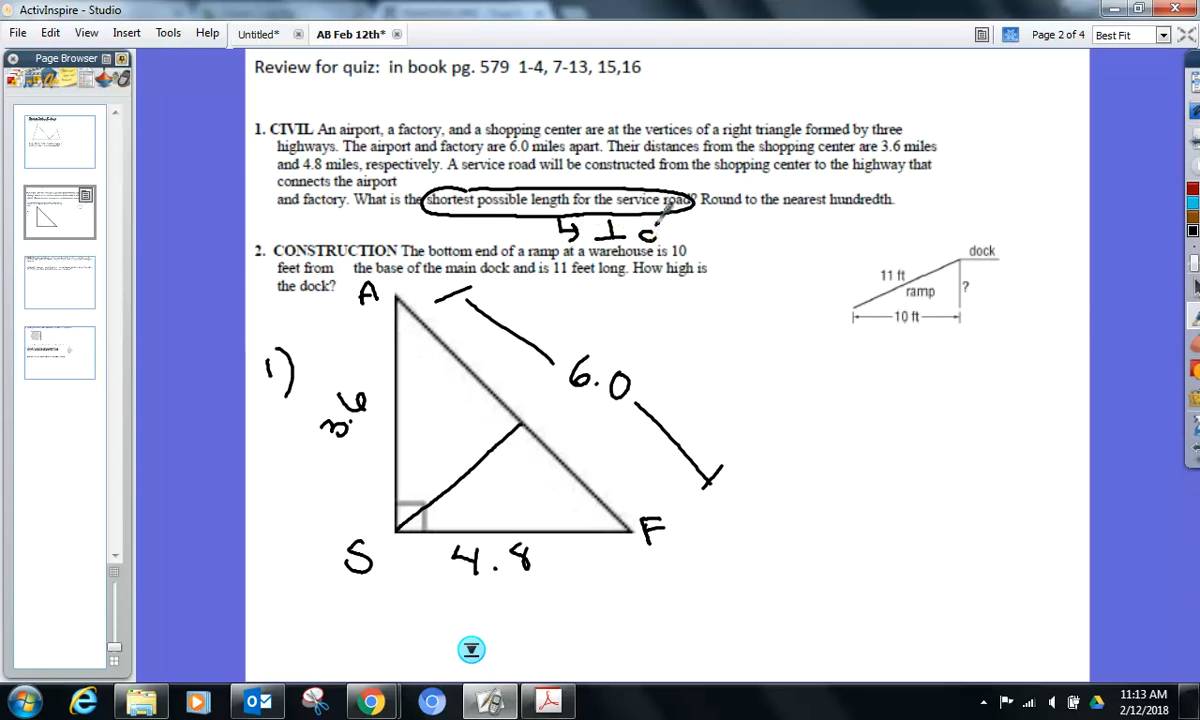 ActivInspire - Studio
File Edit View Insert Tools Help Untitled* AB Feb 12th* Page 2 of 4 Best Fit
Page Browser
Review for quiz: in book pg. 579 1-4, 7-13, 15,16
1. CIVIL An airport, a factory, and a shopping center are at the vertices of a right triangle formed by three
highways. The airport and factory are 6.0 miles apart. Their distances from the shopping center are 3.6 miles
and 4.8 miles, respectively. A service road will be constructed from the shopping center to the highway that
connects the airport
and factory. What is the shortest possible length for the service road? Round to the nearest hundredth.
↳ ⊥ c
2. CONSTRUCTION The bottom end of a ramp at a warehouse is 10
feet from the base of the main dock and is 11 feet long. How high is
the dock?
dock
11 ft
ramp
?
10 ft
A
1)
6.0
3.6
S
4.8
F
11:13 AM
2/12/2018